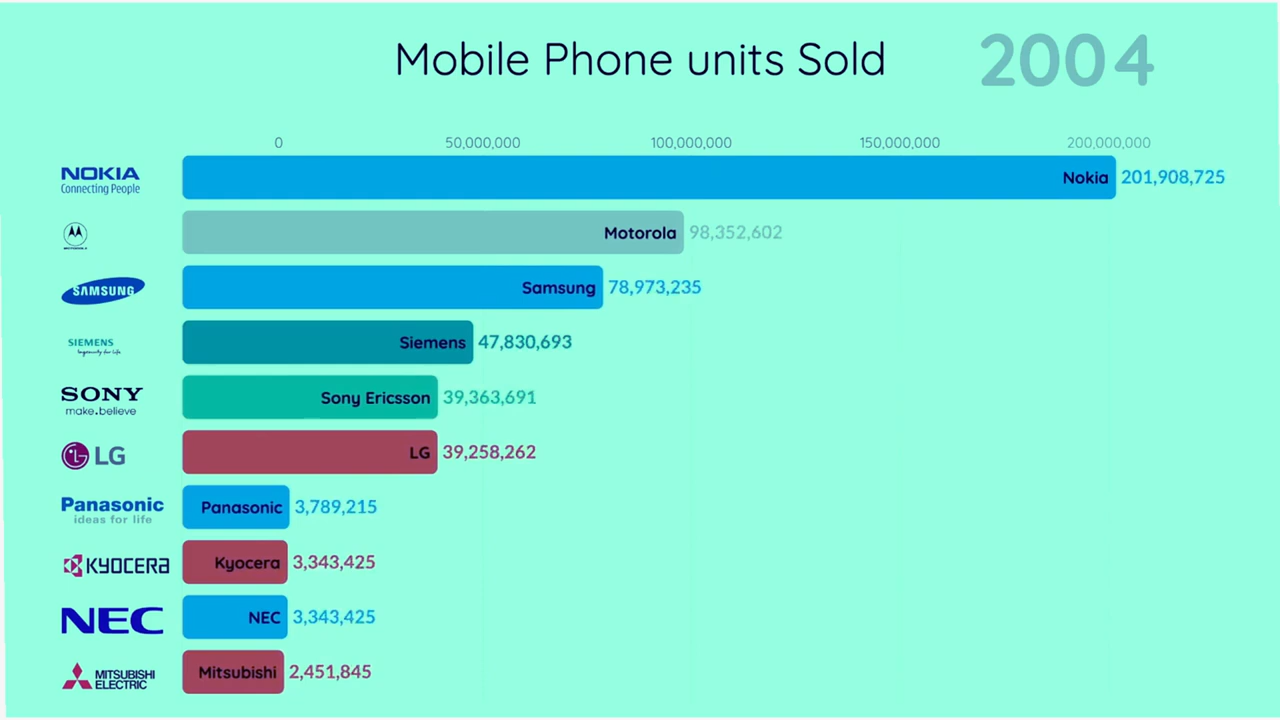 Mobile Phone units Sold
2004
0 50,000,000 100,000,000 150,000,000 200,000,000
NOKIA
Connecting People
Nokia 201,908,725
Motorola 98,352,602
SAMSUNG
Samsung 78,973,235
SIEMENS
Siemens 47,830,693
SONY
make.believe
Sony Ericsson 39,363,691
LG
LG 39,258,262
Panasonic
ideas for life
Panasonic 3,789,215
KYOCERA
Kyocera 3,343,425
NEC
NEC 3,343,425
MITSUBISHI
ELECTRIC
Mitsubishi 2,451,845